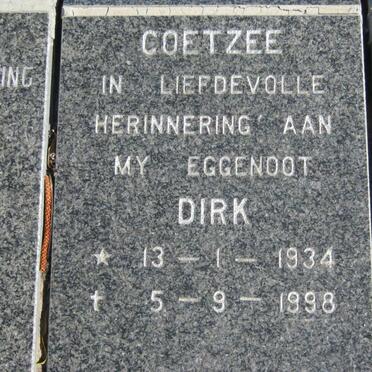 COETZEE
IN LIEFDEVOLLE
HERINNERING AAN
MY EGGENOOT
DIRK
* 13 - 1 - 1934
† 5 - 9 - 1998